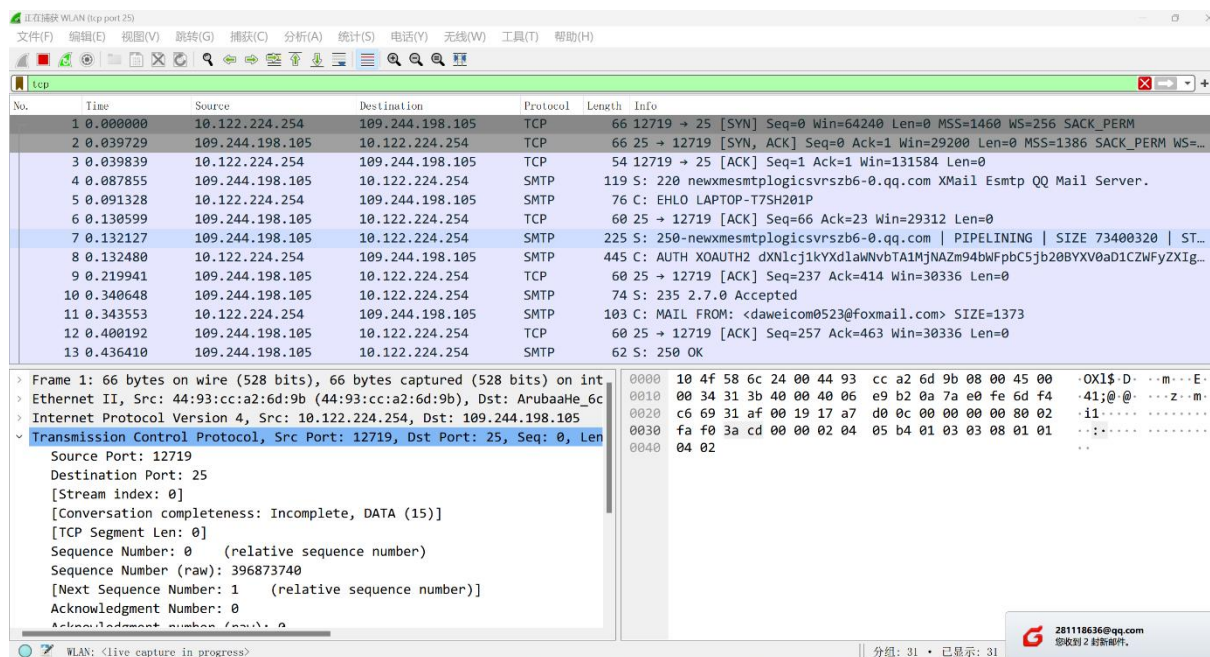 正在捕获 WLAN (tcp port 25)
文件(F) 编辑(E) 视图(V) 跳转(G) 捕获(C) 分析(A) 统计(S) 电话(Y) 无线(W) 工具(T) 帮助(H)
tcp
No. Time Source Destination Protocol Length Info
1 0.000000 10.122.224.254 109.244.198.105 TCP 66 12719 → 25 [SYN] Seq=0 Win=64240 Len=0 MSS=1460 WS=256 SACK_PERM
2 0.039729 109.244.198.105 10.122.224.254 TCP 66 25 → 12719 [SYN, ACK] Seq=0 Ack=1 Win=29200 Len=0 MSS=1386 SACK_PERM WS=…
3 0.039839 10.122.224.254 109.244.198.105 TCP 54 12719 → 25 [ACK] Seq=1 Ack=1 Win=131584 Len=0
4 0.087855 109.244.198.105 10.122.224.254 SMTP 119 S: 220 newxmesmtplogicsvrszb6-0.qq.com XMail Esmtp QQ Mail Server.
5 0.091328 10.122.224.254 109.244.198.105 SMTP 76 C: EHLO LAPTOP-T7SH201P
6 0.130599 109.244.198.105 10.122.224.254 TCP 60 25 → 12719 [ACK] Seq=66 Ack=23 Win=29312 Len=0
7 0.132127 109.244.198.105 10.122.224.254 SMTP 225 S: 250-newxmesmtplogicsvrszb6-0.qq.com | PIPELINING | SIZE 73400320 | ST…
8 0.132480 10.122.224.254 109.244.198.105 SMTP 445 C: AUTH XOAUTH2 dXNlcj1kYXdlaWNvbTA1MjNAZm94bWFpbC5jb20BYXV0aD1CZWFyZXIg…
9 0.219941 109.244.198.105 10.122.224.254 TCP 60 25 → 12719 [ACK] Seq=237 Ack=414 Win=30336 Len=0
10 0.340648 109.244.198.105 10.122.224.254 SMTP 74 S: 235 2.7.0 Accepted
11 0.343553 10.122.224.254 109.244.198.105 SMTP 103 C: MAIL FROM: <daweicom0523@foxmail.com> SIZE=1373
12 0.400192 109.244.198.105 10.122.224.254 TCP 60 25 → 12719 [ACK] Seq=257 Ack=463 Win=30336 Len=0
13 0.436410 109.244.198.105 10.122.224.254 SMTP 62 S: 250 OK
Frame 1: 66 bytes on wire (528 bits), 66 bytes captured (528 bits) on int
Ethernet II, Src: 44:93:cc:a2:6d:9b (44:93:cc:a2:6d:9b), Dst: ArubaaHe_6c
Internet Protocol Version 4, Src: 10.122.224.254, Dst: 109.244.198.105
Transmission Control Protocol, Src Port: 12719, Dst Port: 25, Seq: 0, Len
Source Port: 12719
Destination Port: 25
[Stream index: 0]
[Conversation completeness: Incomplete, DATA (15)]
[TCP Segment Len: 0]
Sequence Number: 0 (relative sequence number)
Sequence Number (raw): 396873740
[Next Sequence Number: 1 (relative sequence number)]
Acknowledgment Number: 0
Acknowledgment number (raw): 0
0000 10 4f 58 6c 24 00 44 93 cc a2 6d 9b 08 00 45 00 ·OXl$·D· ··m···E·
0010 00 34 31 3b 40 00 40 06 e9 b2 0a 7a e0 fe 6d f4 ·41;@·@· ···z··m·
0020 c6 69 31 af 00 19 17 a7 d0 0c 00 00 00 00 80 02 ·i1····· ········
0030 fa f0 3a cd 00 00 02 04 05 b4 01 03 03 08 01 01 ··:····· ········
0040 04 02 ··
281118636@qq.com
您收到 2 封新邮件。
WLAN: <live capture in progress>
分组: 31 · 已显示: 31